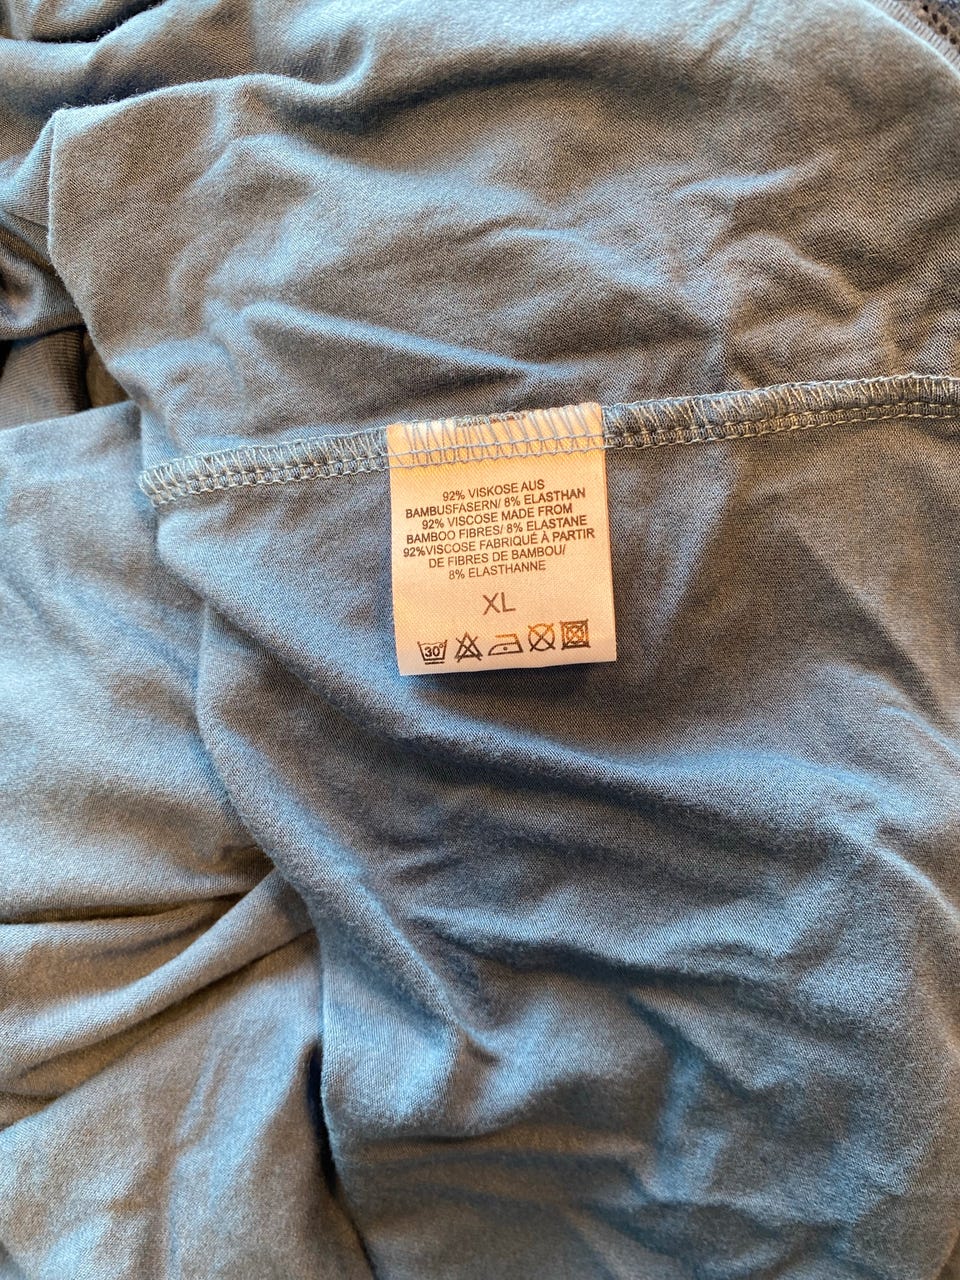 92% VISKOSE AUS
BAMBUSFASERN/ 8% ELASTHAN
92% VISCOSE MADE FROM
BAMBOO FIBRES/ 8% ELASTANE
92%VISCOSE FABRIQUÉ À PARTIR
DE FIBRES DE BAMBOU/
8% ELASTHANNE
XL
30°